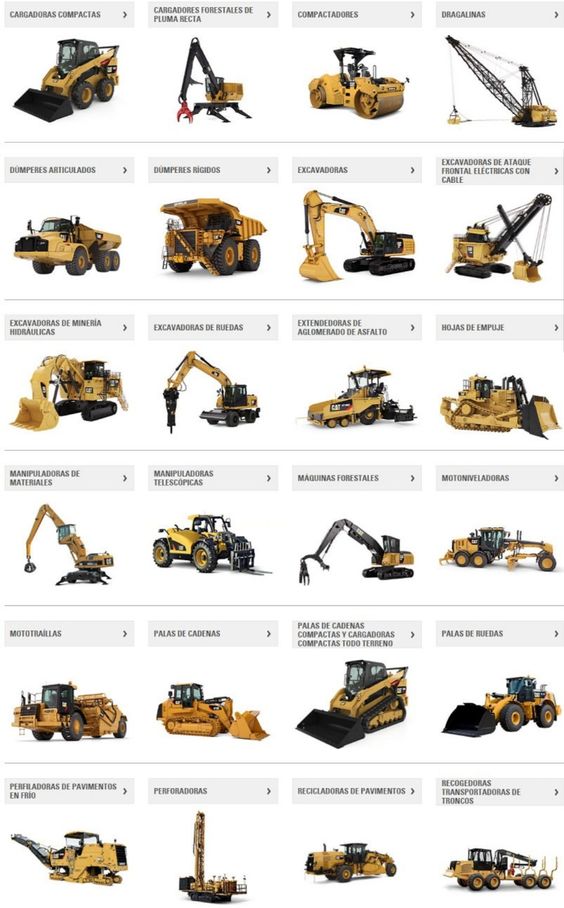 CARGADORAS COMPACTAS
CARGADORES FORESTALES DE
PLUMA RECTA
COMPACTADORES
DRAGALINAS
DÚMPERES ARTICULADOS
DÚMPERES RÍGIDOS
EXCAVADORAS
EXCAVADORAS DE ATAQUE
FRONTAL ELÉCTRICAS CON
CABLE
EXCAVADORAS DE MINERÍA
HIDRÁULICAS
EXCAVADORAS DE RUEDAS
EXTENDEDORAS DE
AGLOMERADO DE ASFALTO
HOJAS DE EMPUJE
MANIPULADORAS DE
MATERIALES
MANIPULADORAS
TELESCÓPICAS
MÁQUINAS FORESTALES
MOTONIVELADORAS
MOTOTRAÍLLAS
PALAS DE CADENAS
PALAS DE CADENAS
COMPACTAS Y CARGADORAS
COMPACTAS TODO TERRENO
PALAS DE RUEDAS
PERFILADORAS DE PAVIMENTOS
EN FRÍO
PERFORADORAS
RECICLADORAS DE PAVIMENTOS
RECOGEDORAS
TRANSPORTADORAS DE
TRONCOS